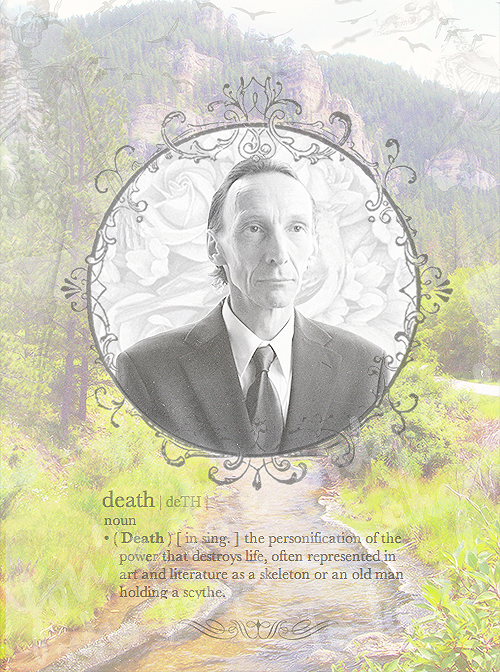 death | deTH |
noun
• ( Death ) [ in sing. ] the personification of the
power that destroys life, often represented in
art and literature as a skeleton or an old man
holding a scythe.